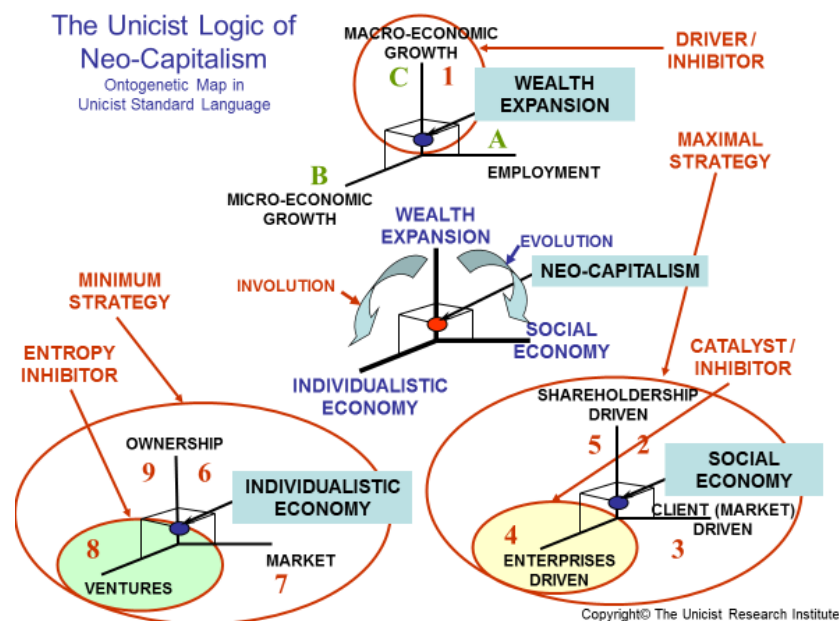 The Unicist Logic of
Neo-Capitalism
Ontogenetic Map in
Unicist Standard Language
MACRO-ECONOMIC
GROWTH
C 1
DRIVER /
INHIBITOR
WEALTH
EXPANSION
A
EMPLOYMENT
B
MICRO-ECONOMIC
GROWTH
MAXIMAL
STRATEGY
WEALTH
EXPANSION
EVOLUTION
INVOLUTION
NEO-CAPITALISM
SOCIAL
ECONOMY
INDIVIDUALISTIC
ECONOMY
MINIMUM
STRATEGY
ENTROPY
INHIBITOR
CATALYST /
INHIBITOR
OWNERSHIP
9 6
INDIVIDUALISTIC
ECONOMY
8
VENTURES
MARKET
7
SHAREHOLDERSHIP
DRIVEN
5 2
SOCIAL
ECONOMY
CLIENT (MARKET)
DRIVEN
4
3
ENTERPRISES
DRIVEN
Copyright© The Unicist Research Institute